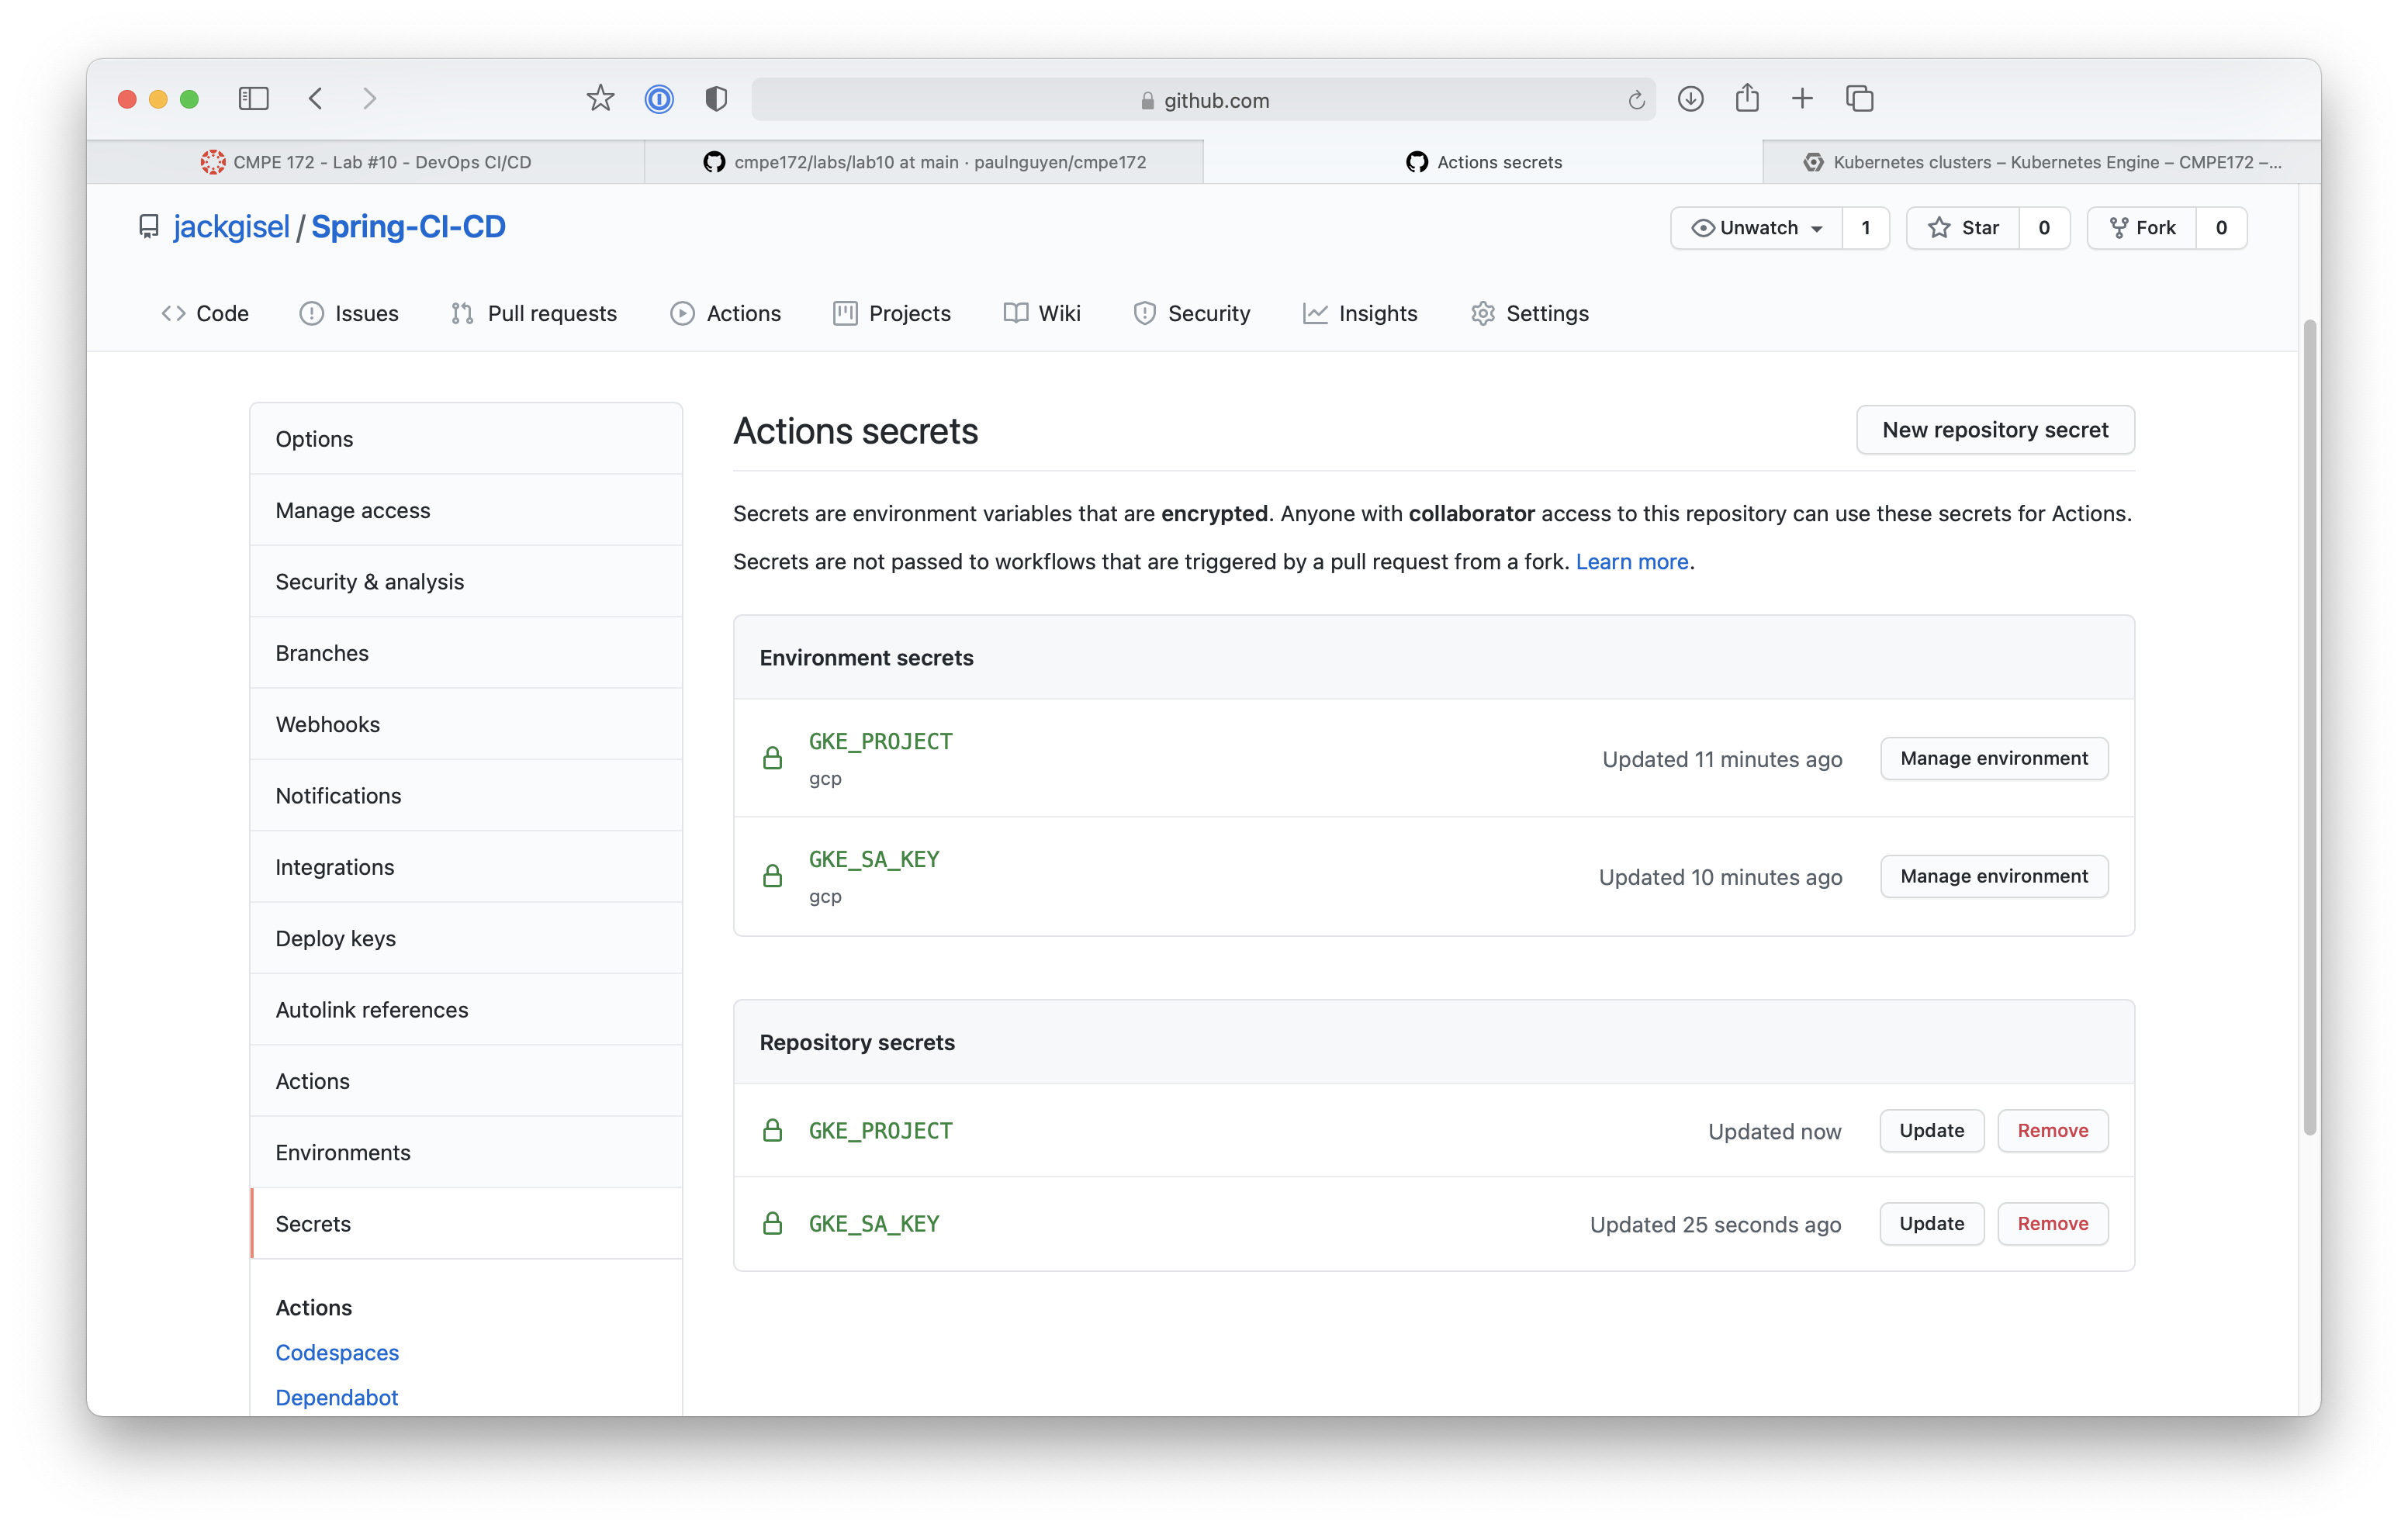 github.com
CMPE 172 - Lab #10 - DevOps CI/CD
cmpe172/labs/lab10 at main · paulnguyen/cmpe172
Actions secrets
Kubernetes clusters – Kubernetes Engine – CMPE172 –...
jackgisel / Spring-CI-CD
Unwatch 1
Star 0
Fork 0
Code
Issues
Pull requests
Actions
Projects
Wiki
Security
Insights
Settings
Options
Manage access
Security & analysis
Branches
Webhooks
Notifications
Integrations
Deploy keys
Autolink references
Actions
Environments
Secrets
Actions
Codespaces
Dependabot
Actions secrets
New repository secret
Secrets are environment variables that are encrypted. Anyone with collaborator access to this repository can use these secrets for Actions.
Secrets are not passed to workflows that are triggered by a pull request from a fork. Learn more.
Environment secrets
GKE_PROJECT
gcp
Updated 11 minutes ago
Manage environment
GKE_SA_KEY
gcp
Updated 10 minutes ago
Manage environment
Repository secrets
GKE_PROJECT
Updated now
Update
Remove
GKE_SA_KEY
Updated 25 seconds ago
Update
Remove